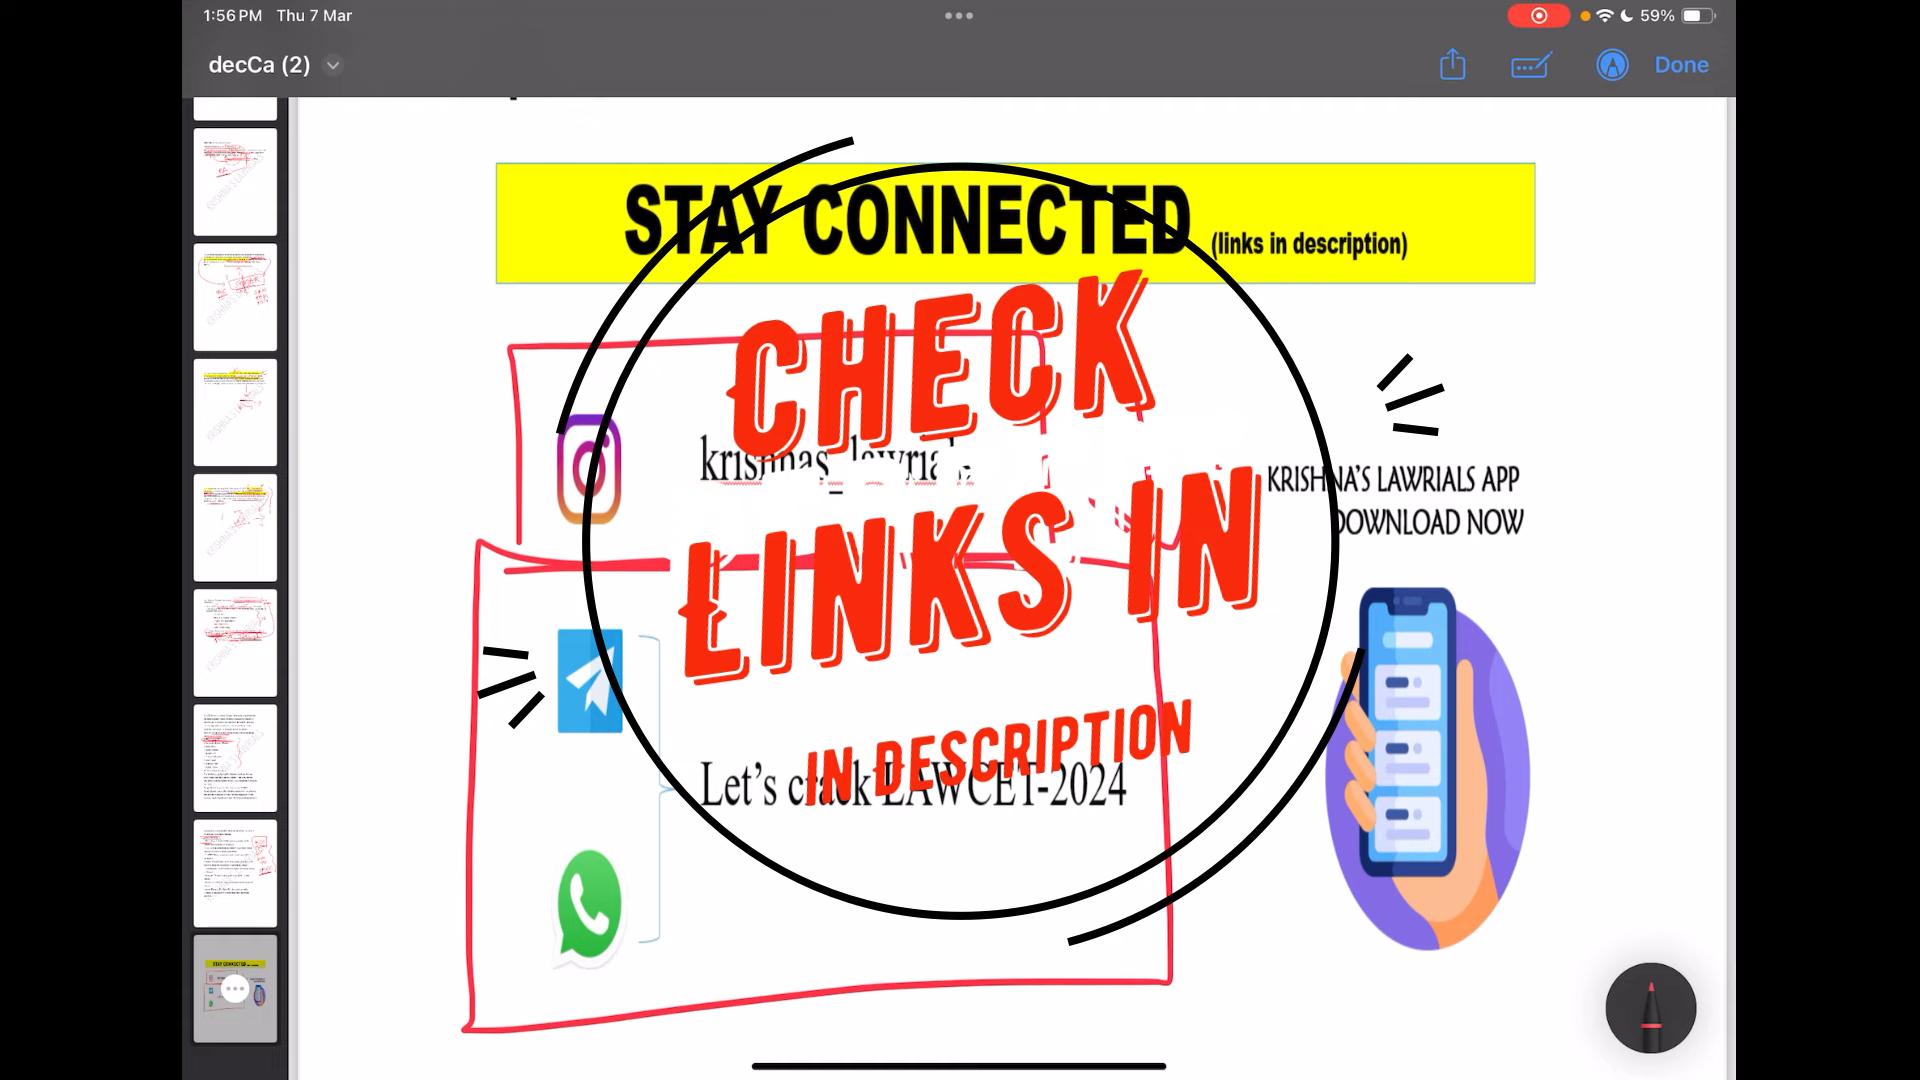 1:56 PM Thu 7 Mar
59%
decCa (2)
Done
STAY CONNECTED (links in description)
CHECK
krishnas_lawrials
LINKS IN
KRISHNA'S LAWRIALS APP
DOWNLOAD NOW
IN DESCRIPTION
Let's crack LAWCET-2024